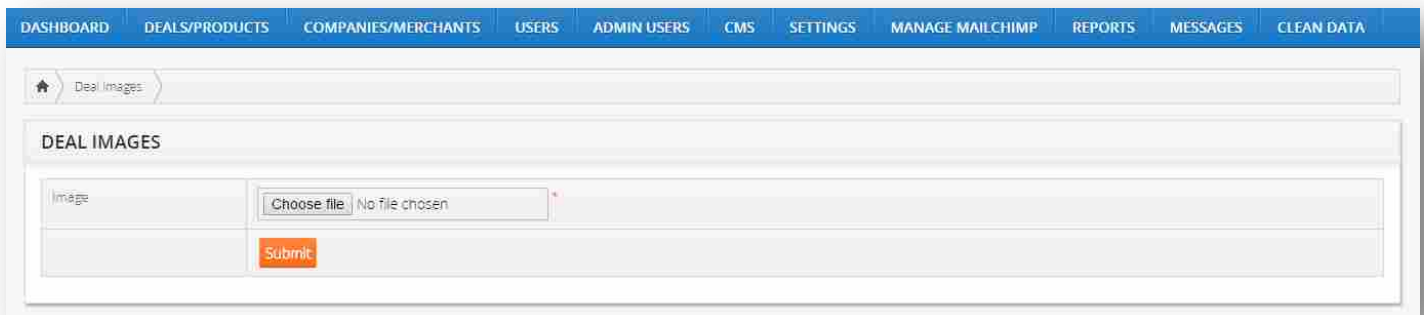 DASHBOARD DEALS/PRODUCTS COMPANIES/MERCHANTS USERS ADMIN USERS CMS SETTINGS MANAGE MAILCHIMP REPORTS MESSAGES CLEAN DATA
Deal Images
DEAL IMAGES
Image Choose file No file chosen *
Submit